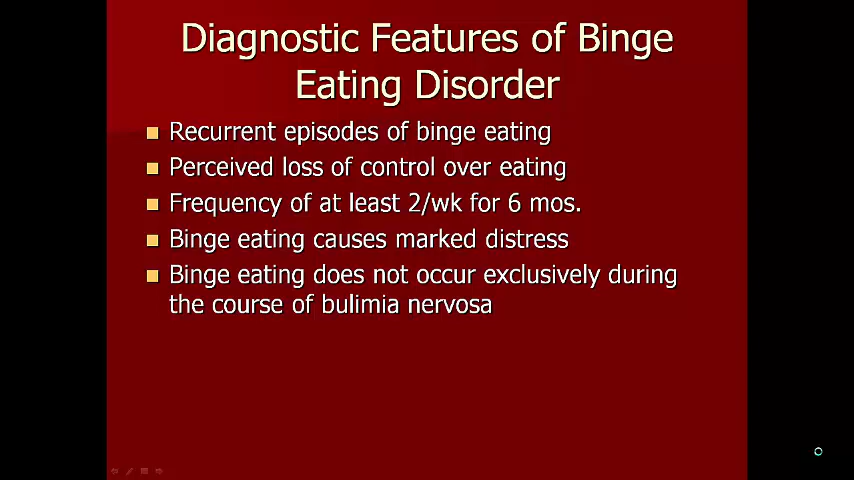 Diagnostic Features of Binge
Eating Disorder
Recurrent episodes of binge eating
Perceived loss of control over eating
Frequency of at least 2/wk for 6 mos.
Binge eating causes marked distress
Binge eating does not occur exclusively during
the course of bulimia nervosa